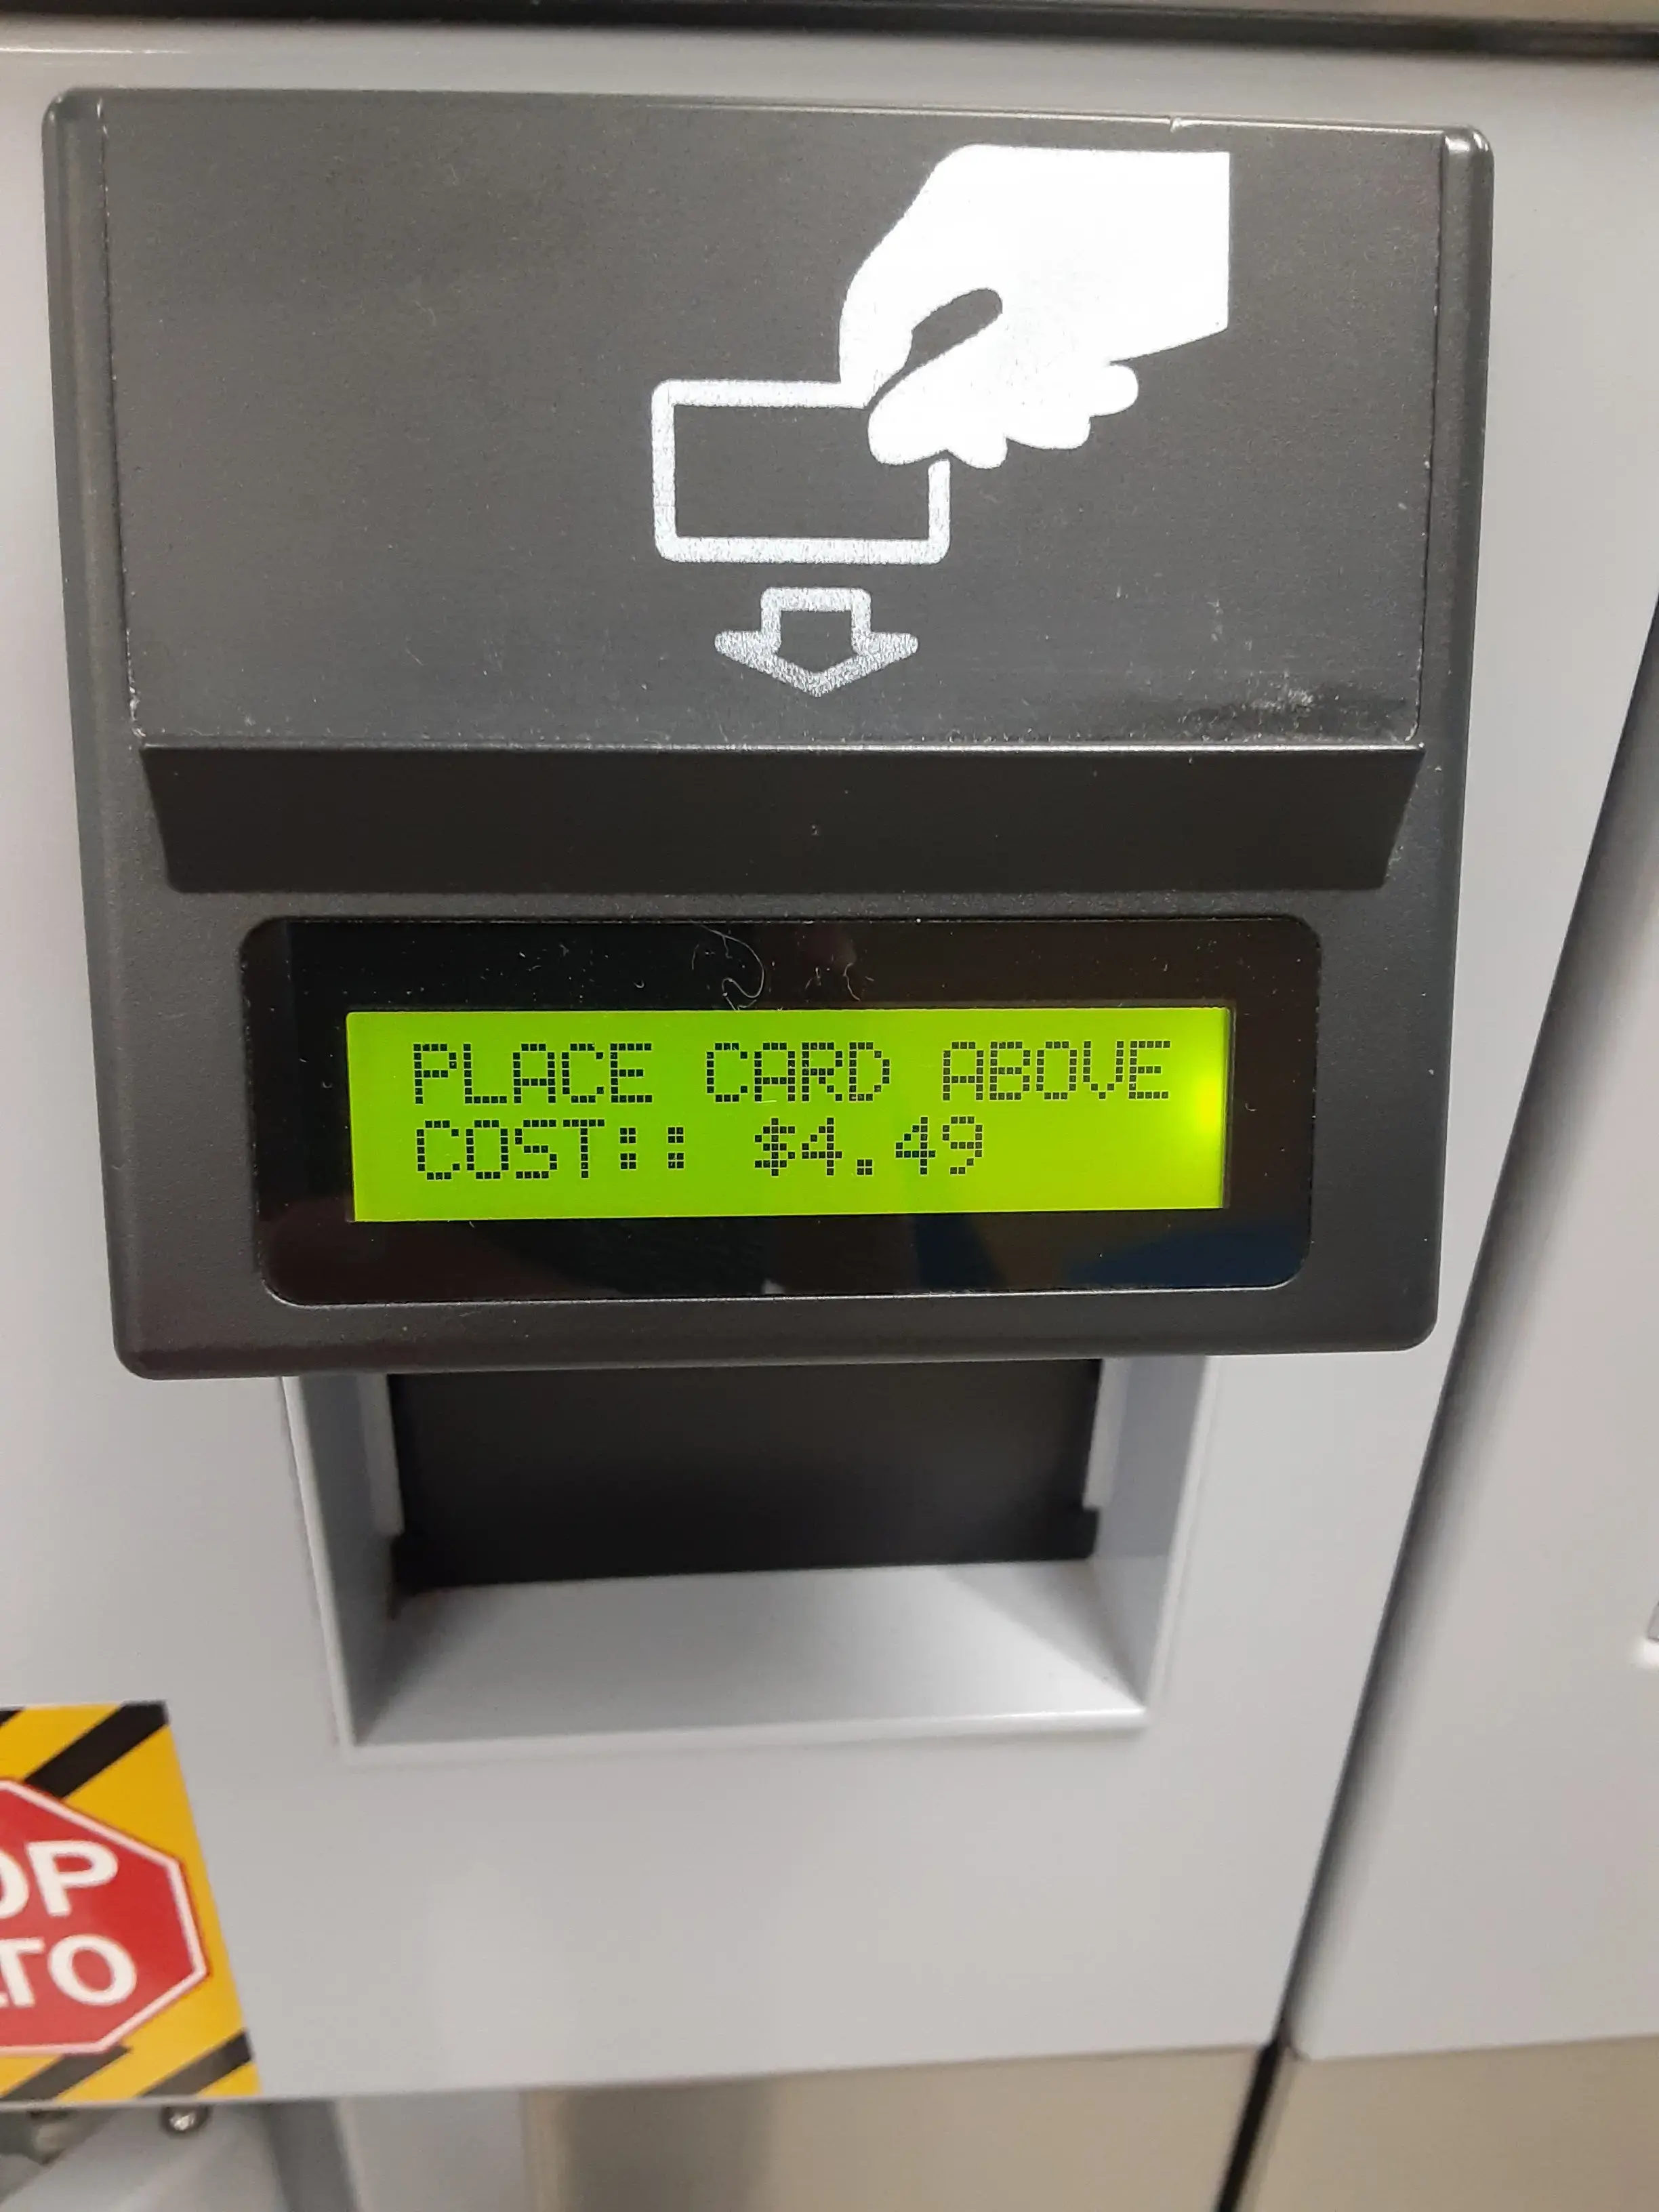 PLACE CARD ABOVE
COST:: $4.49